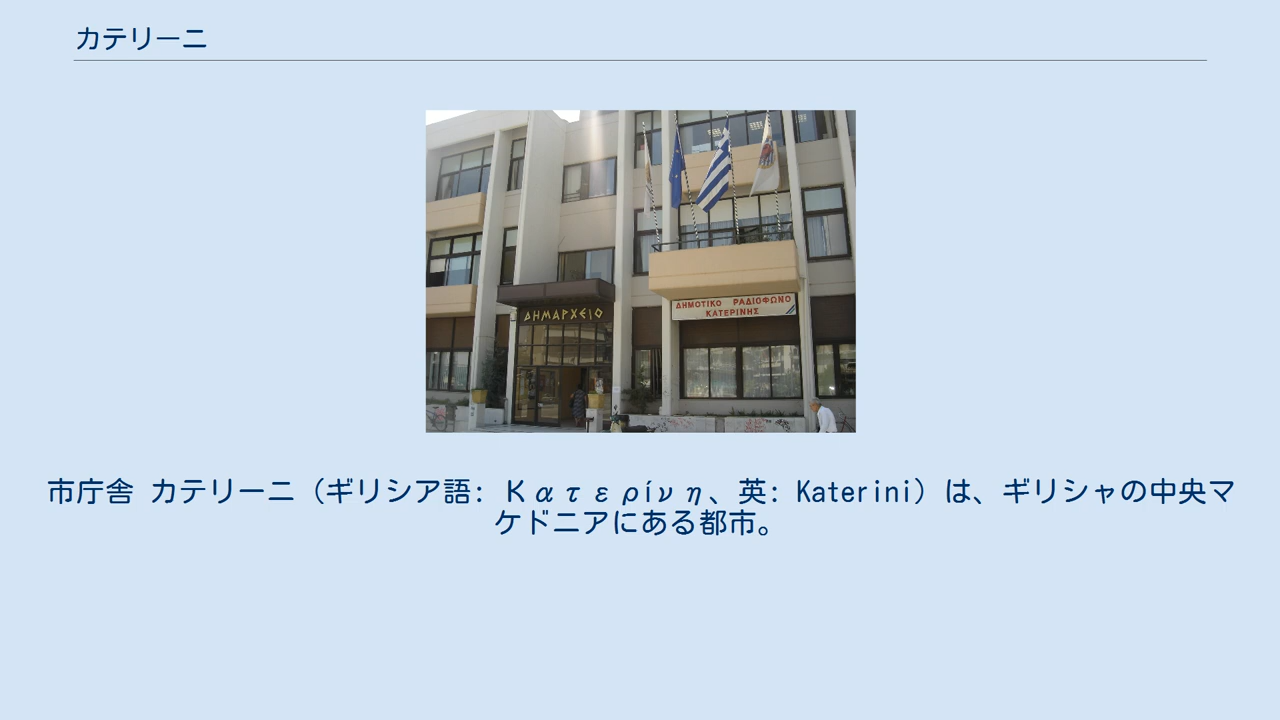 カテリーニ
ΔΗΜΟΤΙΚΟ ΡΑΔΙΟΦΩΝΟ
ΚΑΤΕΡΙΝΗΣ
ΔΗΜΑΡΧΕΙΟ
市庁舎 カテリーニ（ギリシア語: Κατερίνη、英: Katerini）は、ギリシャの中央マ
ケドニアにある都市。